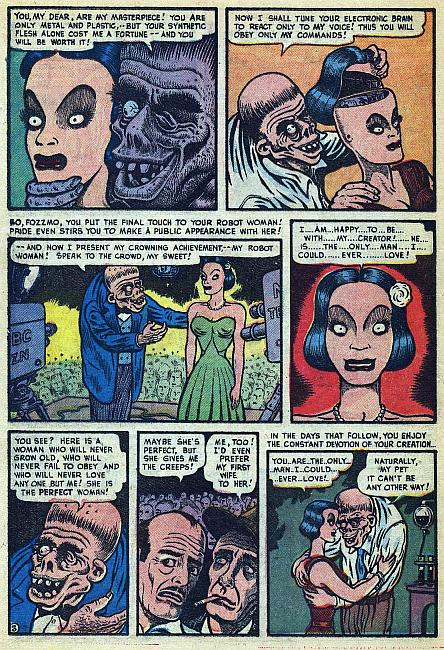 YOU, MY DEAR, ARE MY MASTERPIECE! YOU ARE
ONLY METAL AND PLASTIC,--BUT YOUR SYNTHETIC
FLESH ALONE COST ME A FORTUNE -- AND YOU
WILL BE WORTH IT!
NOW I SHALL TUNE YOUR ELECTRONIC BRAIN
TO REACT ONLY TO MY VOICE! THUS YOU WILL
OBEY ONLY MY COMMANDS!
SO, FOZZMO, YOU PUT THE FINAL TOUCH TO YOUR ROBOT WOMAN!
PRIDE EVEN STIRS YOU TO MAKE A PUBLIC APPEARANCE WITH HER!
--AND NOW I PRESENT MY CROWNING ACHIEVEMENT,--MY ROBOT
WOMAN! SPEAK TO THE CROWD, MY SWEET!
BC
ZN
N
TE
I....AM...HAPPY....TO....BE...
WITH.....MY....CREATOR!.....HE...
IS.....THE....ONLY....MAN....I....
COULD.....EVER.......LOVE!
YOU SEE? HERE IS A
WOMAN WHO WILL NEVER
GROW OLD, WHO WILL
NEVER FAIL TO OBEY AND
WHO WILL NEVER LOVE
ANY ONE BUT ME! SHE IS
THE PERFECT WOMAN!
3
MAYBE SHE'S
PERFECT, BUT
SHE GIVES ME
THE CREEPS!
ME, TOO!
I'D EVEN
PREFER
MY FIRST
WIFE
TO HER!
IN THE DAYS THAT FOLLOW, YOU ENJOY
THE CONSTANT DEVOTION OF YOUR CREATION...
YOU..ARE..THE..ONLY...
MAN..I...COULD...
EVER..LOVE!..
NATURALLY,
MY PET
IT CAN'T BE
ANY OTHER WAY!